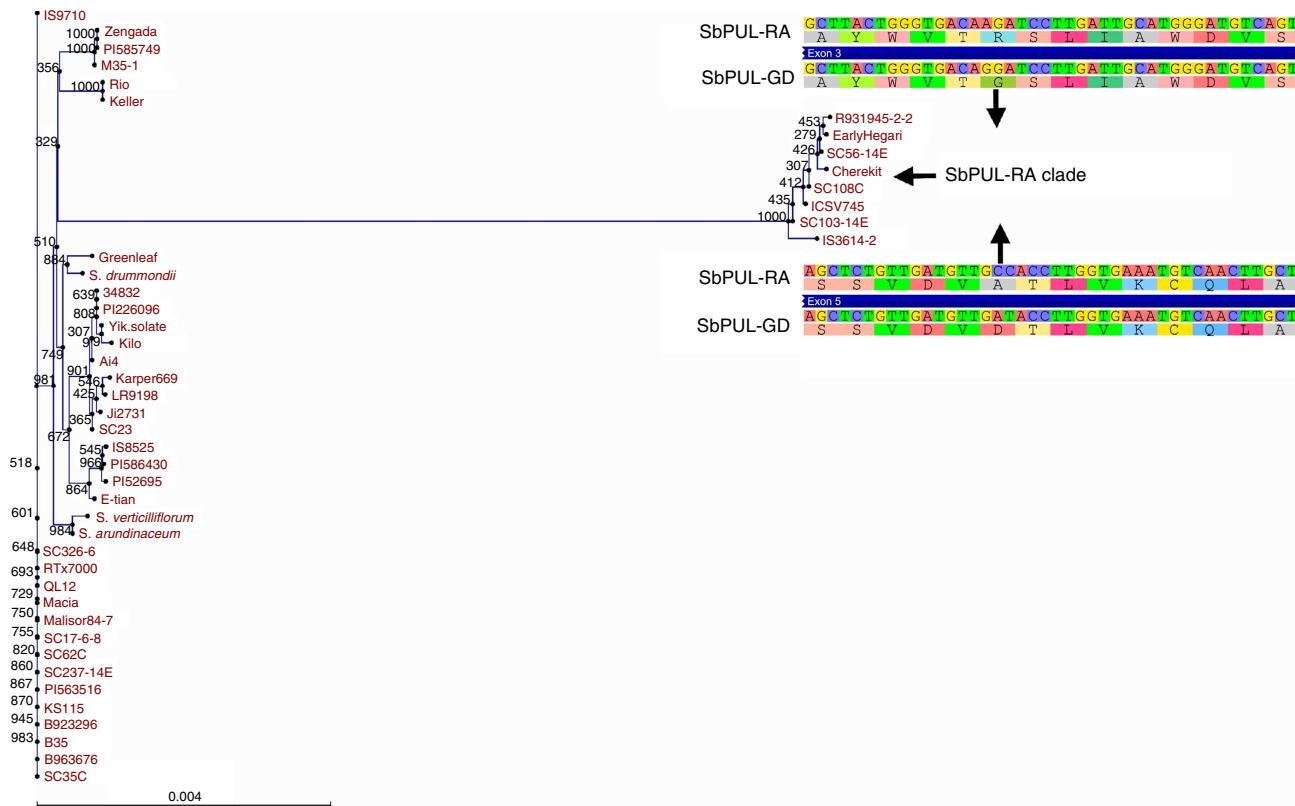 IS9710
Zengada
1000
PI585749
1000
M35-1
356
Rio
1000
Keller
329
SbPUL-RA
GCTTACTGGGTGACAAGATCCTTGATTGCATGGGATGTCAGT
A Y W V T R S L I A W D V S
Exon 3
SbPUL-GD
GCTTACTGGGTGACAGGATCCTTGATTGCATGGGATGTCAGT
A Y W V T G S L I A W D V S
R931945-2-2
453
EarlyHegari
279
SC56-14E
426
Cherekit
307
SbPUL-RA clade
SC108C
412
ICSV745
435
SC103-14E
1000
IS3614-2
SbPUL-RA
AGCTCTGTTGATGTTGCCACCTTGGTGAAATGTCAACTTGCT
S S V D V A T L V K C Q L A
Exon 5
SbPUL-GD
AGCTCTGTTGATGTTGATACCTTGGTGAAATGTCAACTTGCT
S S V D V D T L V K C Q L A
510
Greenleaf
884
S. drummondii
34832
639
PI226096
808
Yik.solate
307
Kilo
99
749
Ai4
901
981
Karper669
546
LR9198
425
Ji2731
365
SC23
672
IS8525
545
PI586430
966
PI52695
864
E-tian
518
S. verticilliflorum
601
S. arundinaceum
984
648
SC326-6
RTx7000
693
QL12
729
Macia
750
Malisor84-7
755
SC17-6-8
820
SC62C
860
SC237-14E
867
PI563516
870
KS115
945
B923296
983
B35
B963676
SC35C
0.004